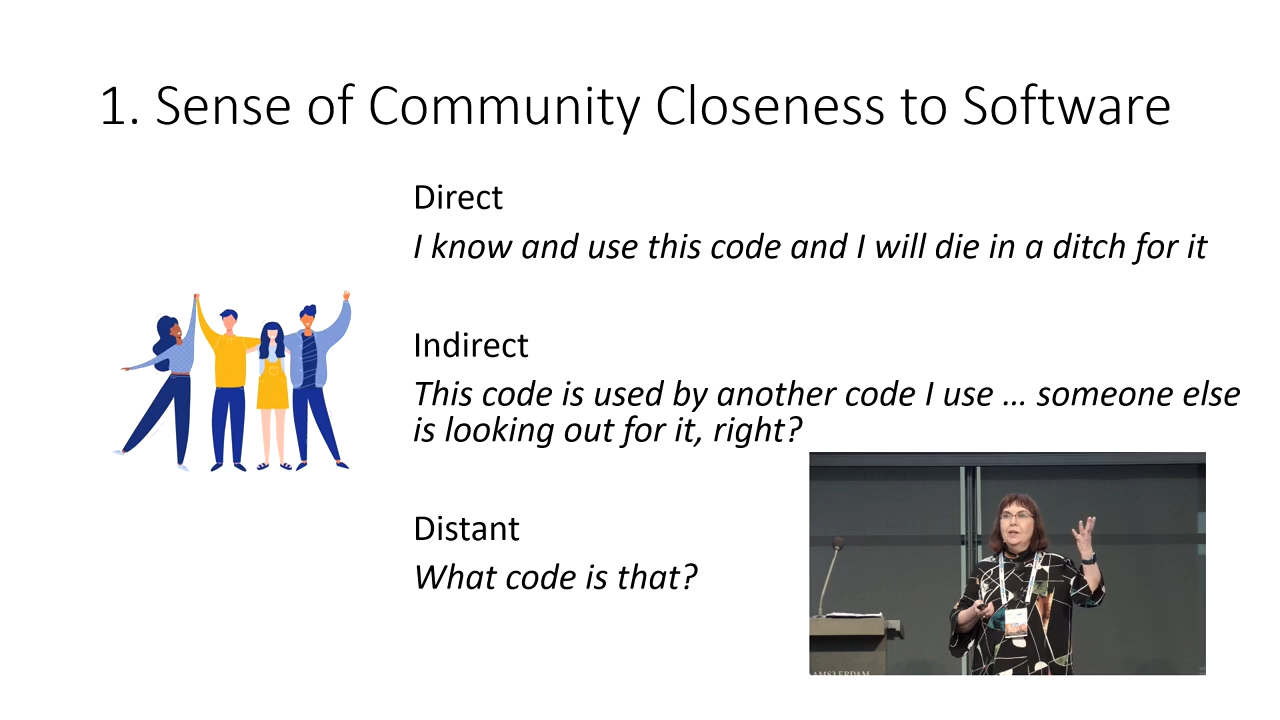 1. Sense of Community Closeness to Software
Direct
I know and use this code and I will die in a ditch for it
Indirect
This code is used by another code I use … someone else
is looking out for it, right?
Distant
What code is that?
AMSTERDAM